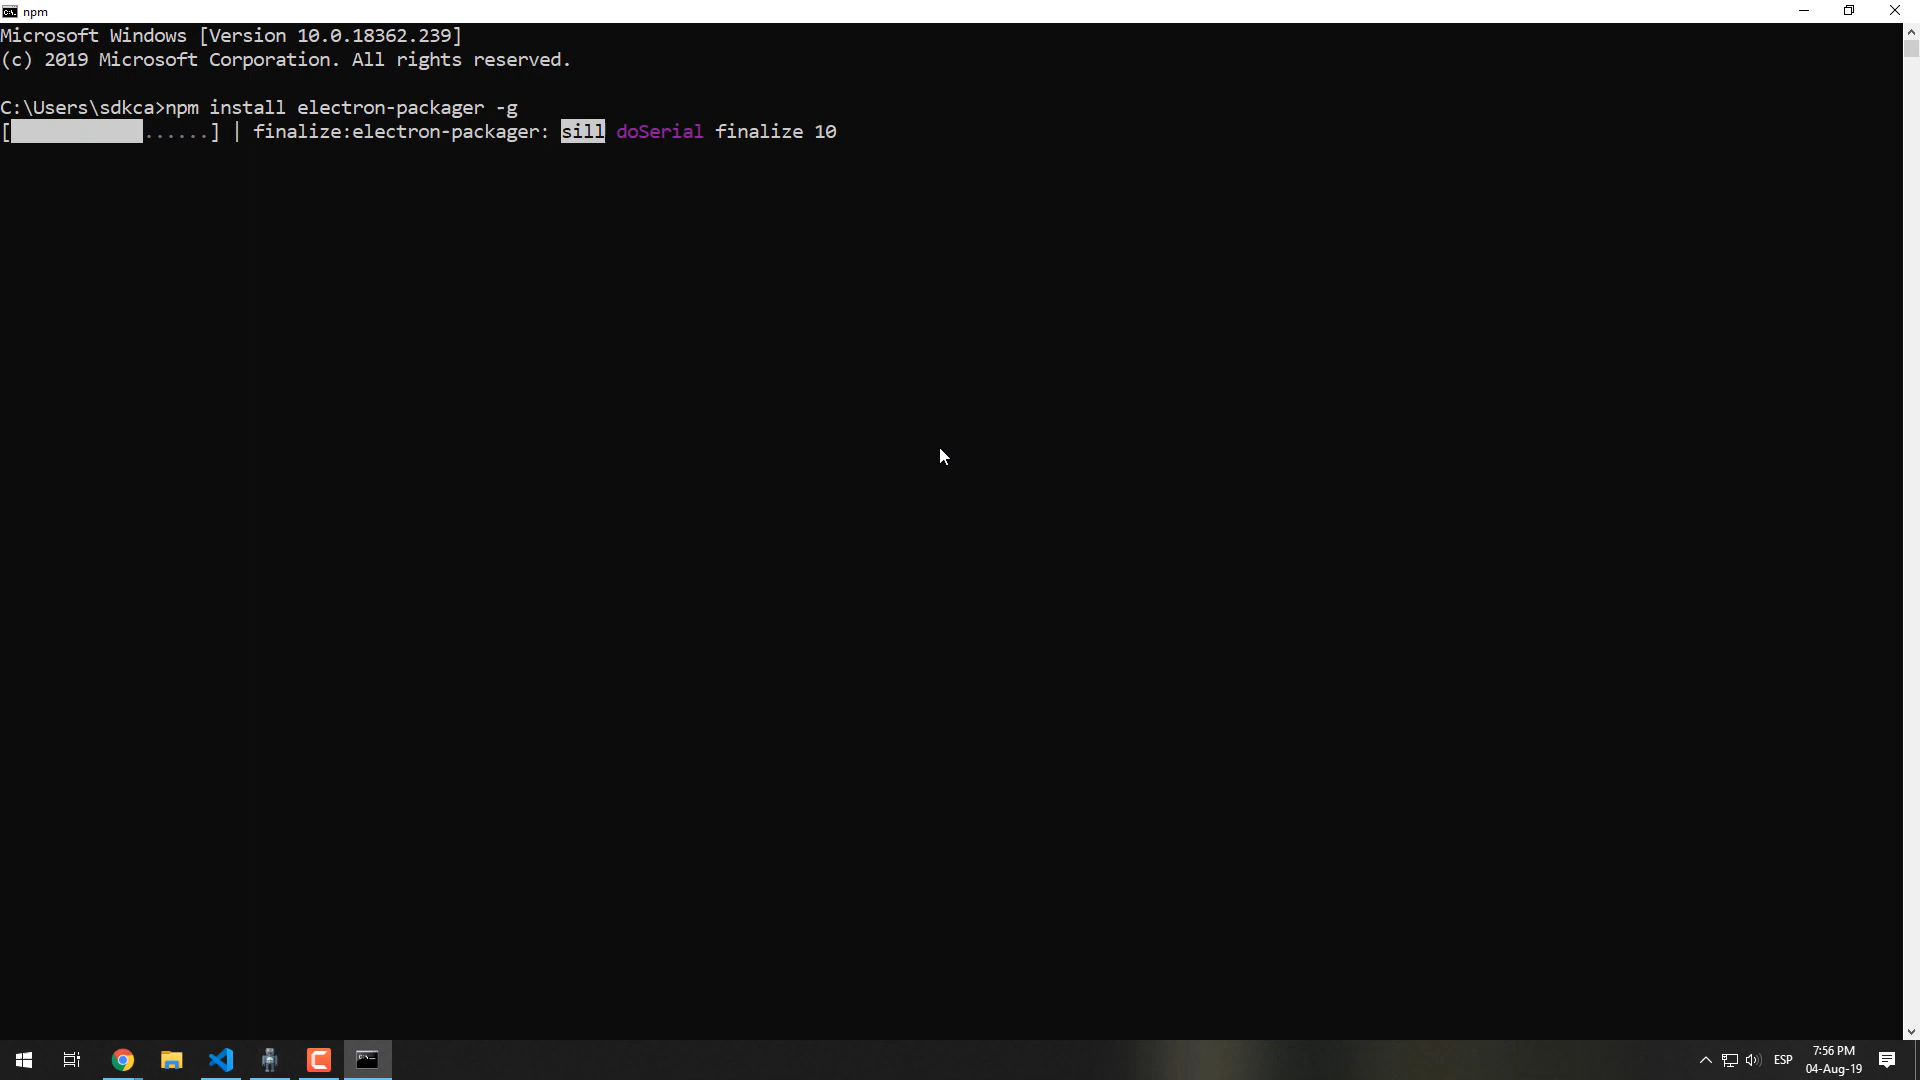 npm
Microsoft Windows [Version 10.0.18362.239]
(c) 2019 Microsoft Corporation. All rights reserved.
C:\Users\sdkca>npm install electron-packager -g
[            ......] | finalize:electron-packager: sill doSerial finalize 10
ESP
7:56 PM
04-Aug-19